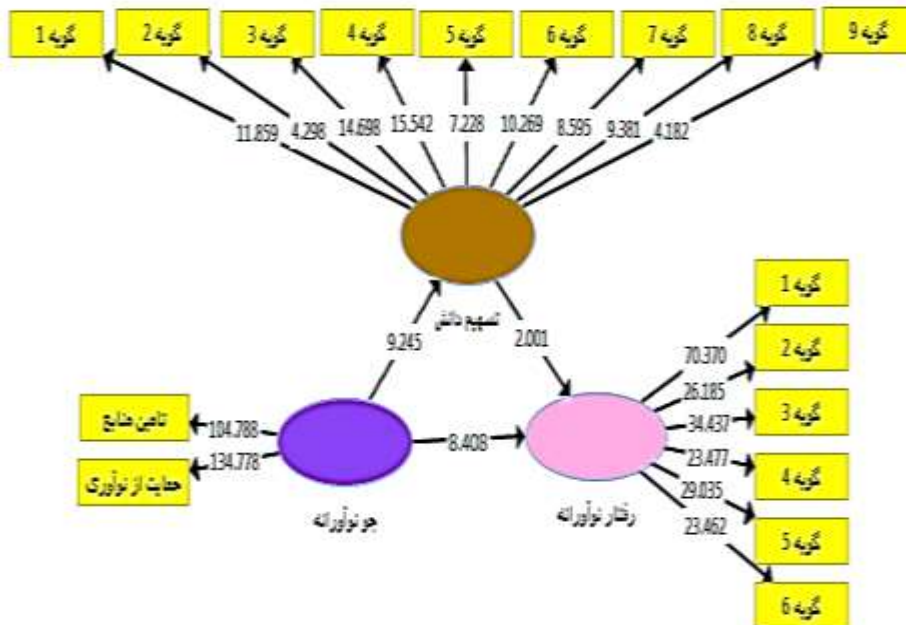 گویه 1
گویه 2
گویه 3
گویه 4
گویه 5
گویه 6
گویه 7
گویه 8
گویه 9
11.859
4.298
14.698
15.542
7.228
10.269
8.595
9.381
4.182
تسهیم دانش
9.245
2.001
تامین منابع
حمایت از نوآوری
104.788
134.778
جو نوآورانه
8.408
رفتار نوآورانه
70.370
26.185
34.437
23.477
29.035
23.462
گویه 1
گویه 2
گویه 3
گویه 4
گویه 5
گویه 6